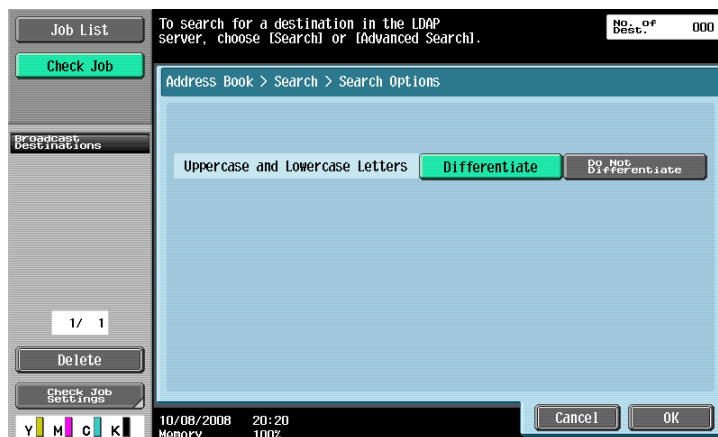 Job List
Check Job
Broadcast
Destinations
1/ 1
Delete
Check Job
Settings
Y M C K
To search for a destination in the LDAP
server, choose [Search] or [Advanced Search].
No. of
Dest. 000
Address Book > Search > Search Options
Uppercase and Lowercase Letters Differentiate Do Not
Differentiate
10/08/2008 20:20
Memory 100%
Cancel OK